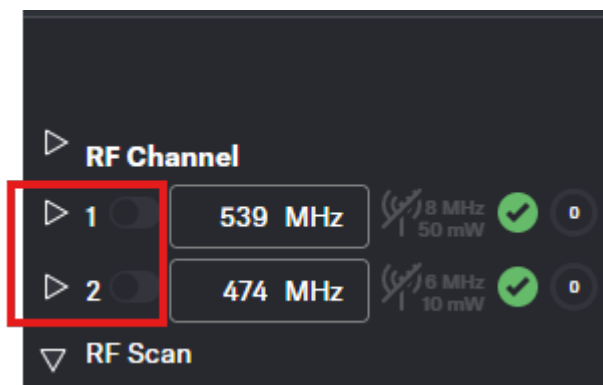 RF Channel
1 539 MHz 8 MHz 50 mW 0
2 474 MHz 6 MHz 10 mW 0
RF Scan